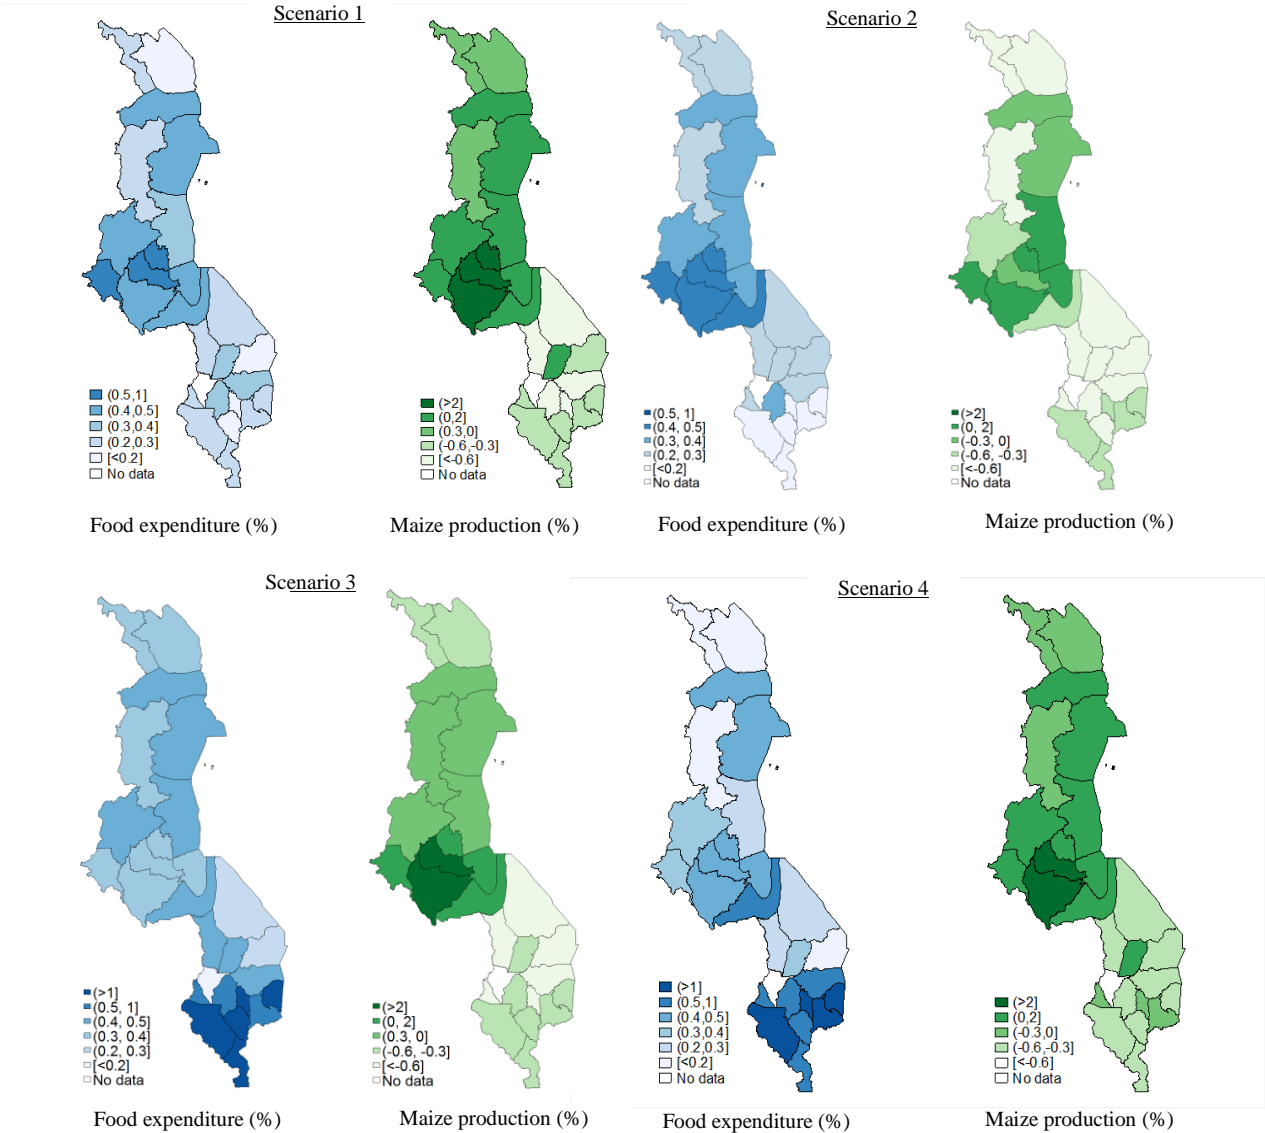 Scenario 1
(0.5,1]
(0.4,0.5]
(0.3,0.4]
(0.2,0.3]
[<0.2]
No data
Food expenditure (%)
(>2]
(0,2]
(0.3,0]
(-0.6,-0.3]
[<-0.6]
No data
Maize production (%)
Scenario 2
(0.5, 1]
(0.4, 0.5]
(0.3, 0.4]
(0.2, 0.3]
[<0.2]
No data
Food expenditure (%)
(>2]
(0, 2]
(-0.3, 0]
(-0.6, -0.3]
[<-0.6]
No data
Maize production (%)
Scenario 3
(>1]
(0.5, 1]
(0.4, 0.5]
(0.3, 0.4]
(0.2, 0.3]
[<0.2]
No data
Food expenditure (%)
(>2]
(0, 2]
(0.3, 0]
(-0.6, -0.3]
[<-0.6]
No data
Maize production (%)
Scenario 4
(>1]
(0.5,1]
(0.4,0.5]
(0.3,0.4]
(0.2,0.3]
[<0.2]
No data
Food expenditure (%)
(>2]
(0,2]
(-0.3,0]
(-0.6,-0.3]
[<-0.6]
No data
Maize production (%)